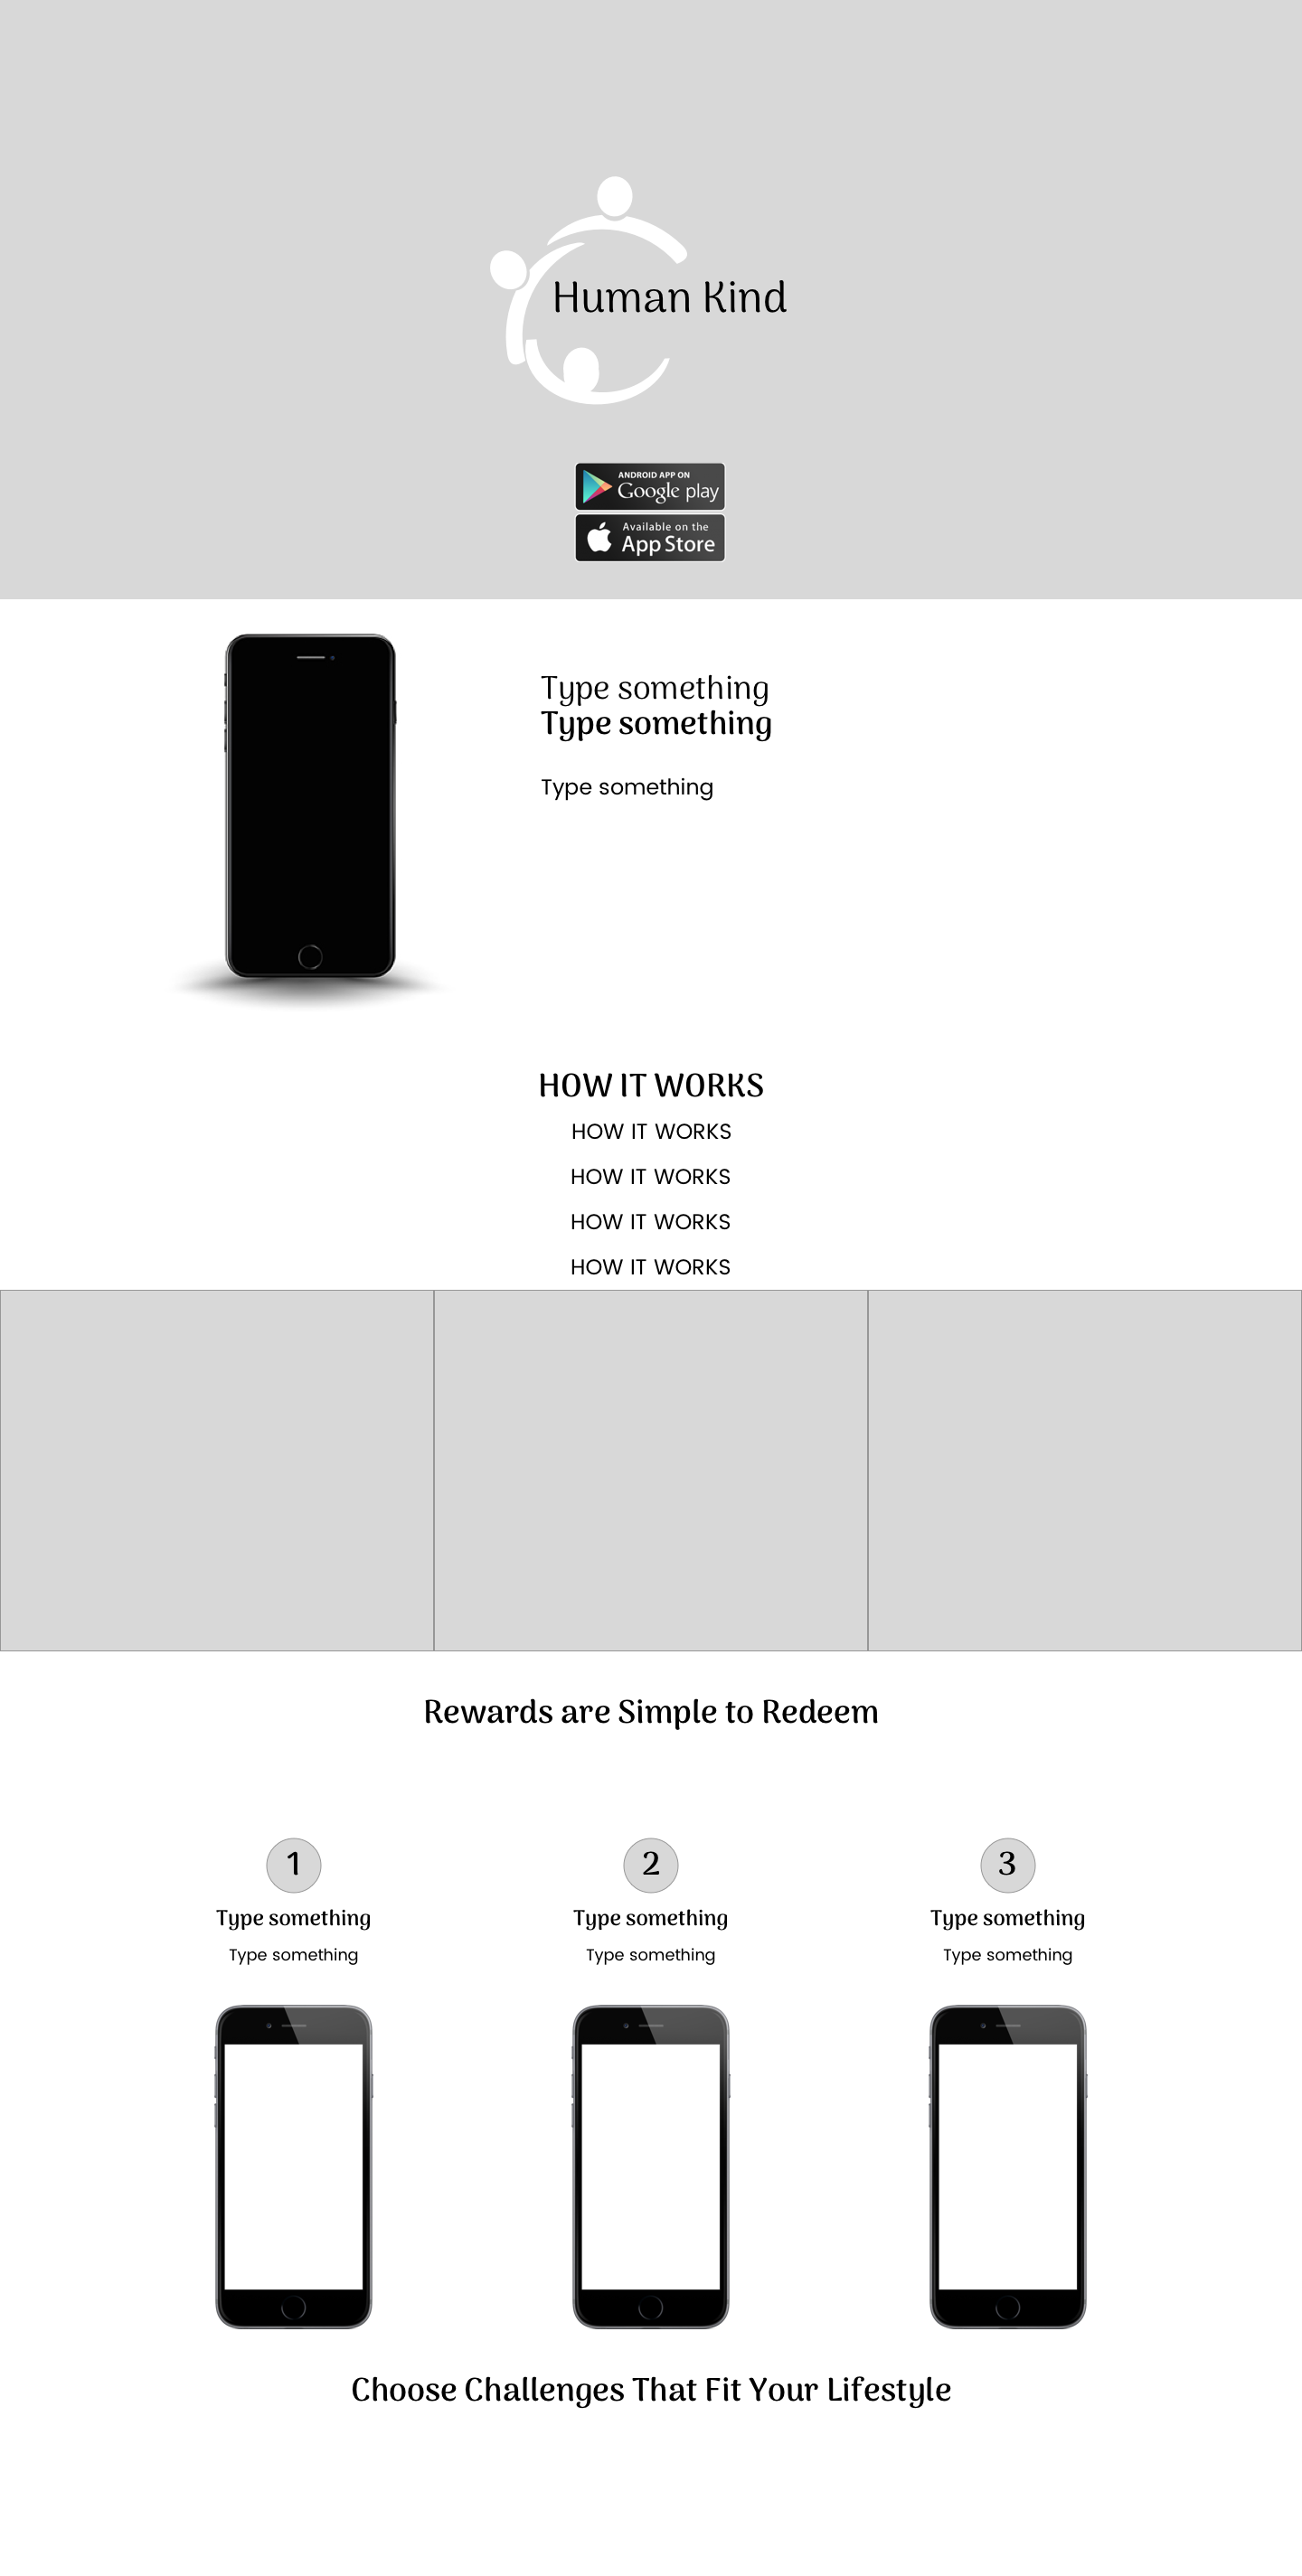 Human Kind
ANDROID APP ON
Google play
Available on the
App Store
Type something
Type something
Type something
HOW IT WORKS
HOW IT WORKS
HOW IT WORKS
HOW IT WORKS
HOW IT WORKS
Rewards are Simple to Redeem
1 2 3
Type something Type something Type something
Type something Type something Type something
Choose Challenges That Fit Your Lifestyle